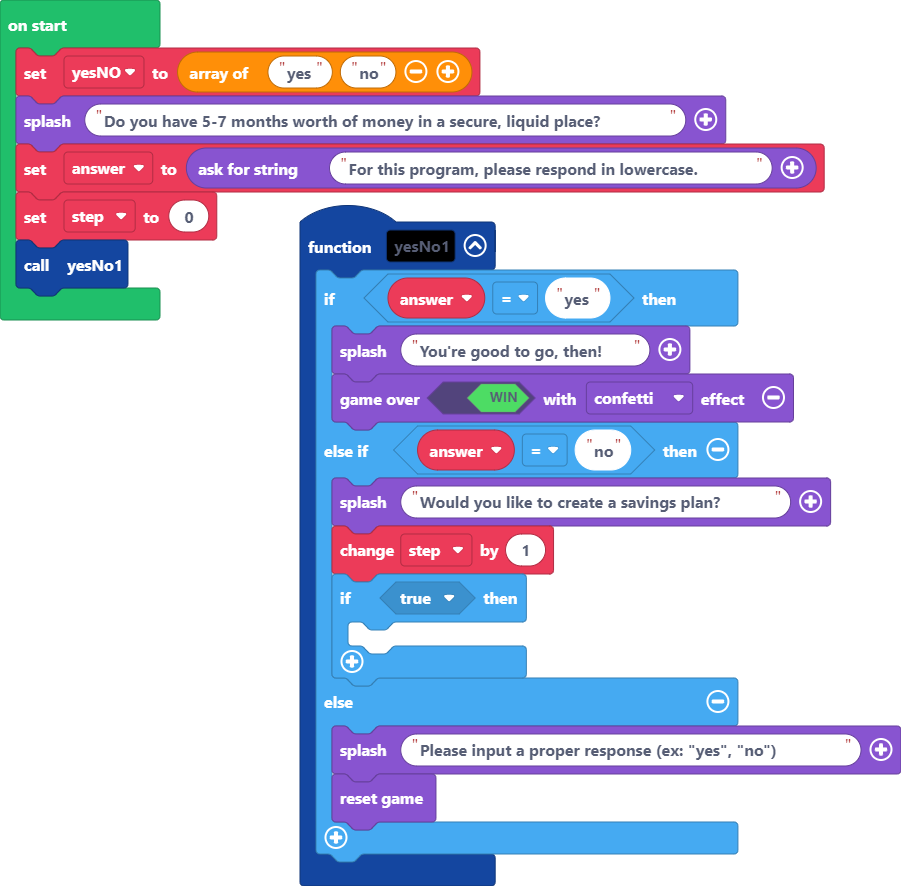 on start
set yesNO to array of "yes" "no"
splash "Do you have 5-7 months worth of money in a secure, liquid place?"
set answer to ask for string "For this program, please respond in lowercase."
set step to 0
call yesNo1
function yesNo1
if answer = "yes" then
splash "You're good to go, then!"
game over WIN with confetti effect
else if answer = "no" then
splash "Would you like to create a savings plan?"
change step by 1
if true then
else
splash "Please input a proper response (ex: "yes", "no")"
reset game